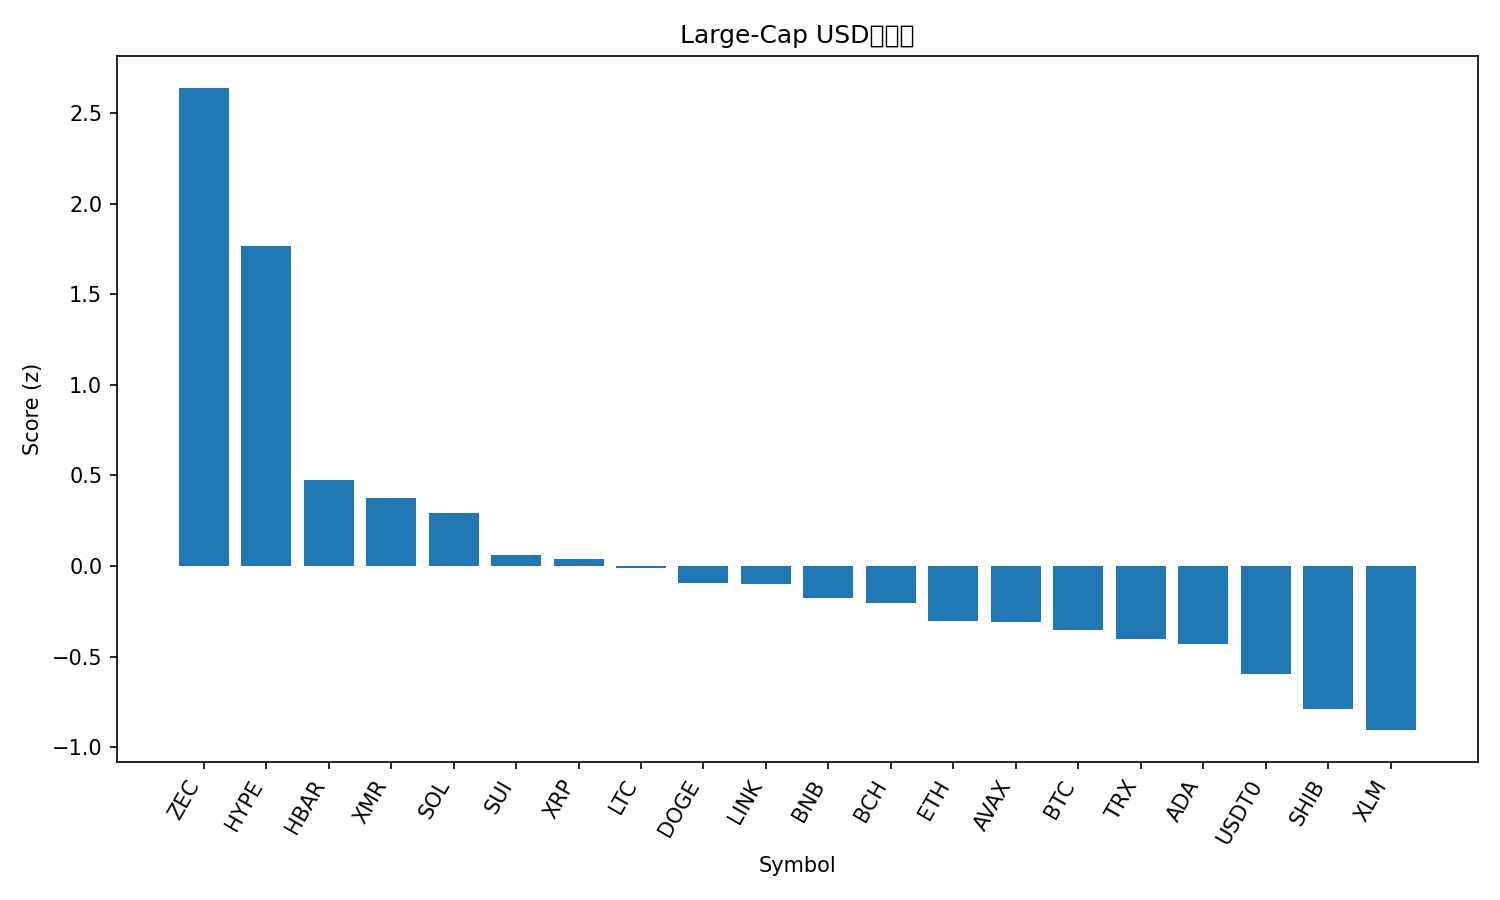 Large-Cap USD
Score (z)
2.5
2.0
1.5
1.0
0.5
0.0
−0.5
−1.0
ZEC
HYPE
HBAR
XMR
SOL
SUI
XRP
LTC
DOGE
LINK
BNB
BCH
ETH
AVAX
BTC
TRX
ADA
USDT0
SHIB
XLM
Symbol